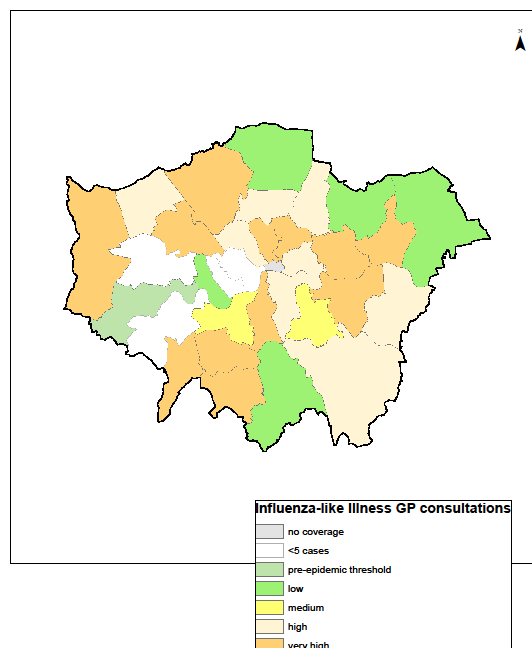 N
Influenza-like Illness GP consultations
no coverage
<5 cases
pre-epidemic threshold
low
medium
high
very high